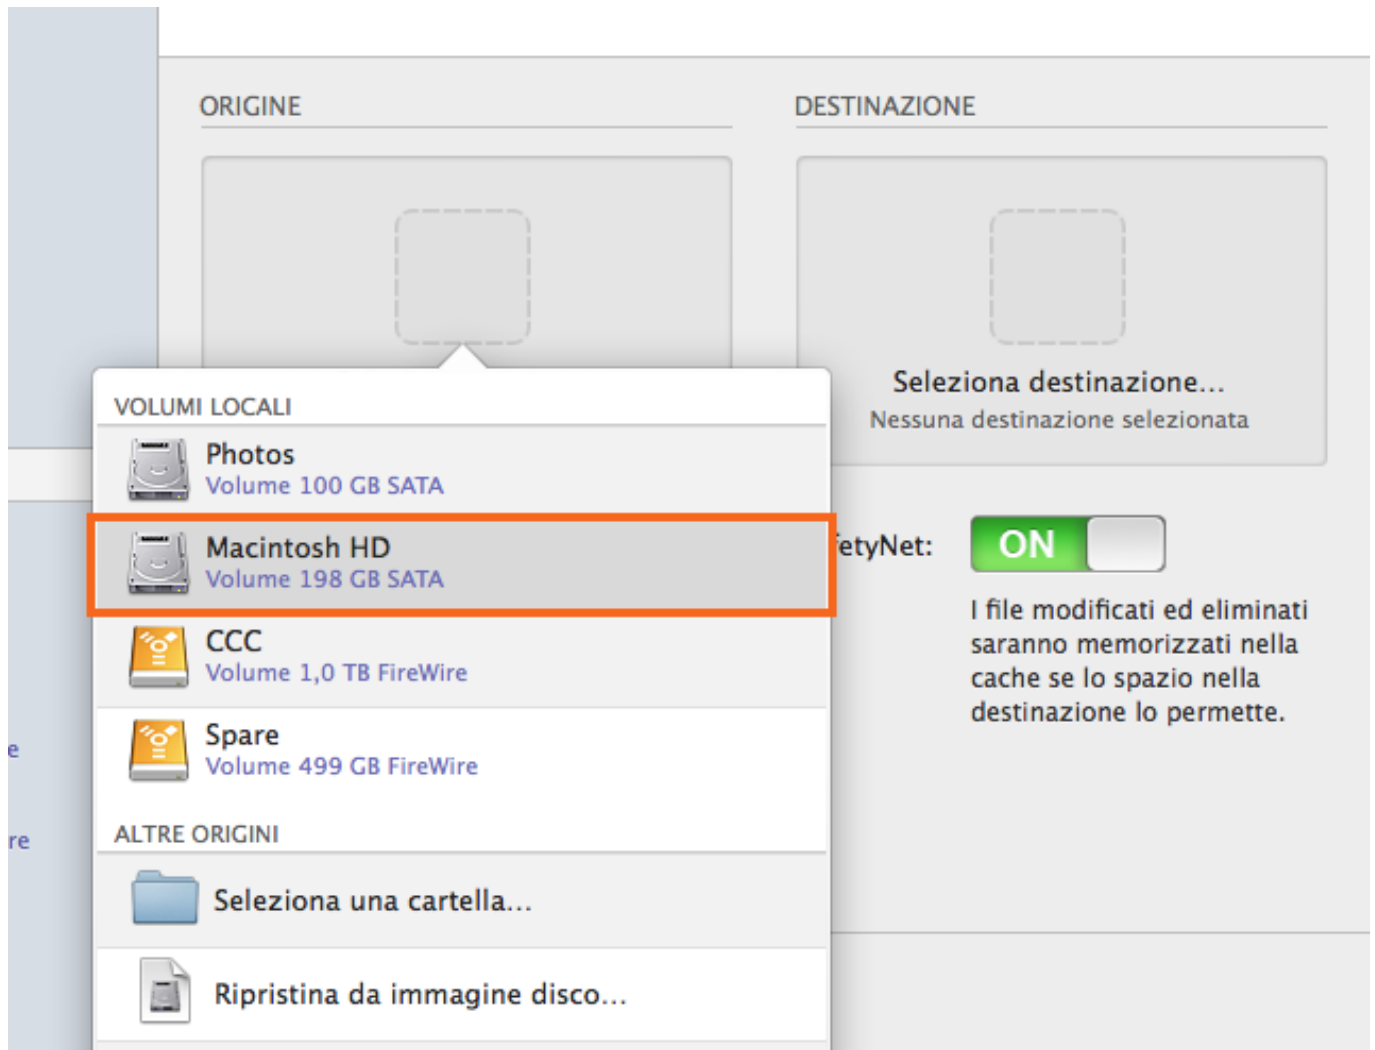 ORIGINE
DESTINAZIONE
Seleziona destinazione...
Nessuna destinazione selezionata
VOLUMI LOCALI
Photos
Volume 100 GB SATA
Macintosh HD
Volume 198 GB SATA
CCC
Volume 1,0 TB FireWire
Spare
Volume 499 GB FireWire
ALTRE ORIGINI
Seleziona una cartella...
Ripristina da immagine disco...
etyNet:
ON
I file modificati ed eliminati
saranno memorizzati nella
cache se lo spazio nella
destinazione lo permette.
e
re